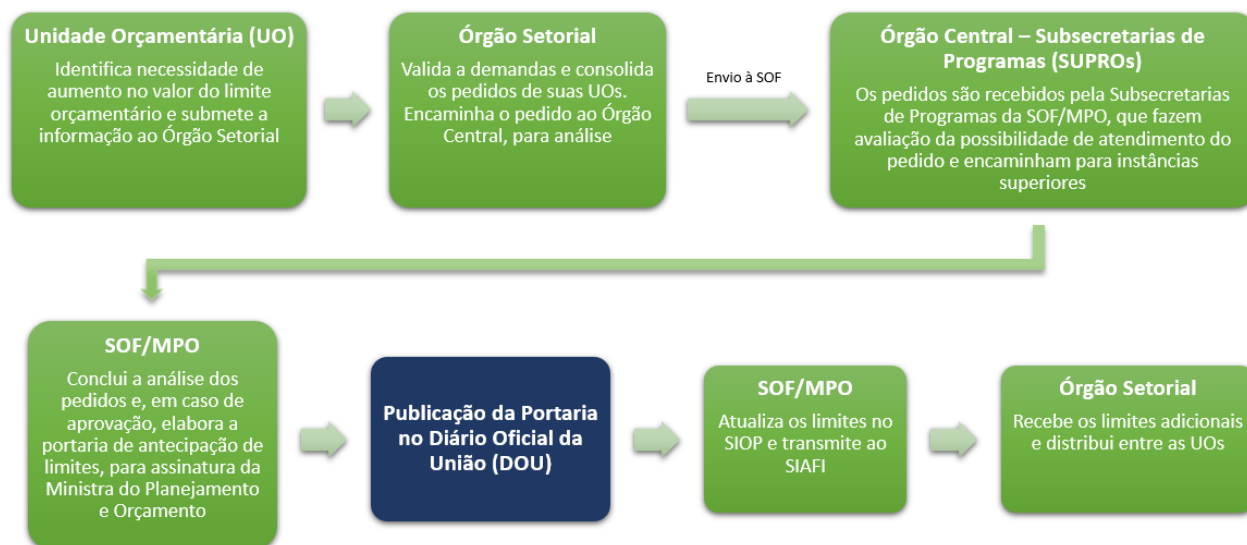 Unidade Orçamentária (UO)
Identifica necessidade de
aumento no valor do limite
orçamentário e submete a
informação ao Órgão Setorial
Órgão Setorial
Valida a demandas e consolida
os pedidos de suas UOs.
Encaminha o pedido ao Órgão
Central, para análise
Envio à SOF
Órgão Central – Subsecretarias de
Programas (SUPROs)
Os pedidos são recebidos pela Subsecretarias
de Programas da SOF/MPO, que fazem
avaliação da possibilidade de atendimento do
pedido e encaminham para instâncias
superiores
SOF/MPO
Conclui a análise dos
pedidos e, em caso de
aprovação, elabora a
portaria de antecipação de
limites, para assinatura da
Ministra do Planejamento
e Orçamento
Publicação da Portaria
no Diário Oficial da
União (DOU)
SOF/MPO
Atualiza os limites no
SIOP e transmite ao
SIAFI
Órgão Setorial
Recebe os limites adicionais
e distribui entre as UOs